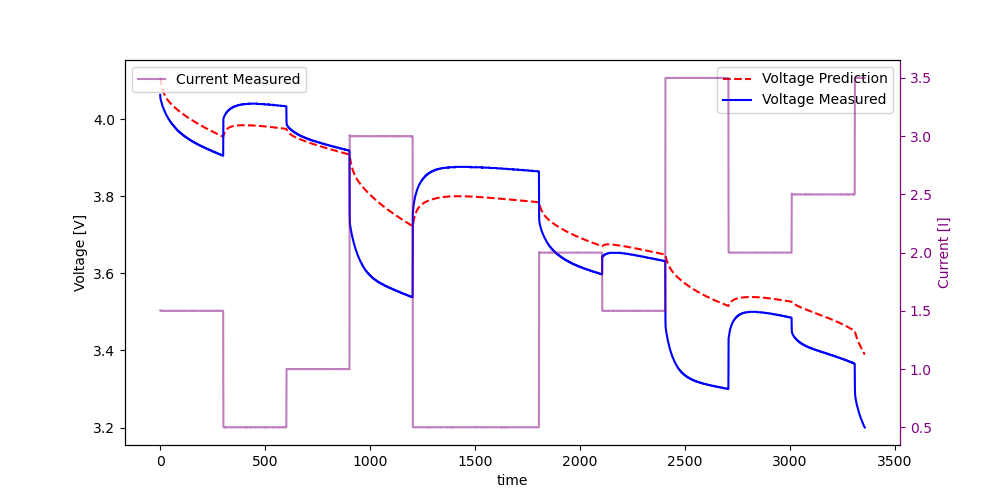 Current Measured
Voltage Prediction
Voltage Measured
Voltage [V]
4.0
3.8
3.6
3.4
3.2
3.5
3.0
2.5
2.0
1.5
1.0
0.5
Current [I]
0 500 1000 1500 2000 2500 3000 3500
time